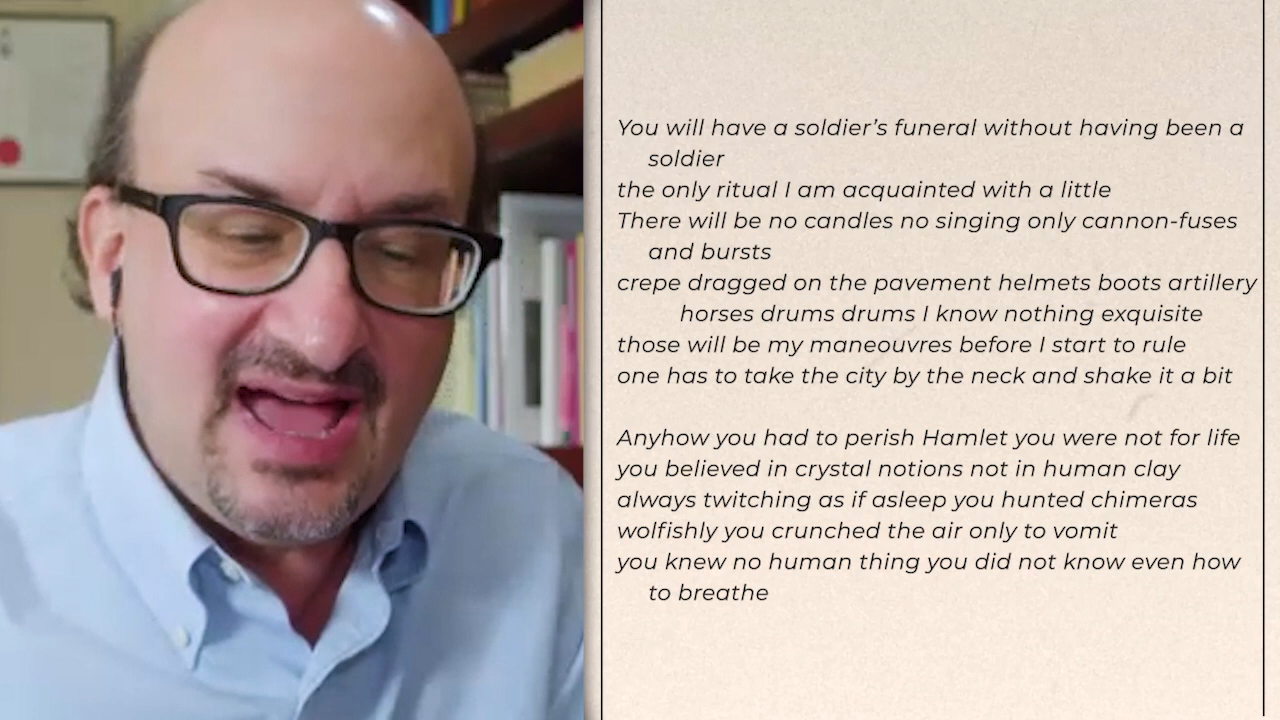 You will have a soldier’s funeral without having been a
soldier
the only ritual I am acquainted with a little
There will be no candles no singing only cannon-fuses
and bursts
crepe dragged on the pavement helmets boots artillery
horses drums drums I know nothing exquisite
those will be my maneouvres before I start to rule
one has to take the city by the neck and shake it a bit
Anyhow you had to perish Hamlet you were not for life
you believed in crystal notions not in human clay
always twitching as if asleep you hunted chimeras
wolfishly you crunched the air only to vomit
you knew no human thing you did not know even how
to breathe